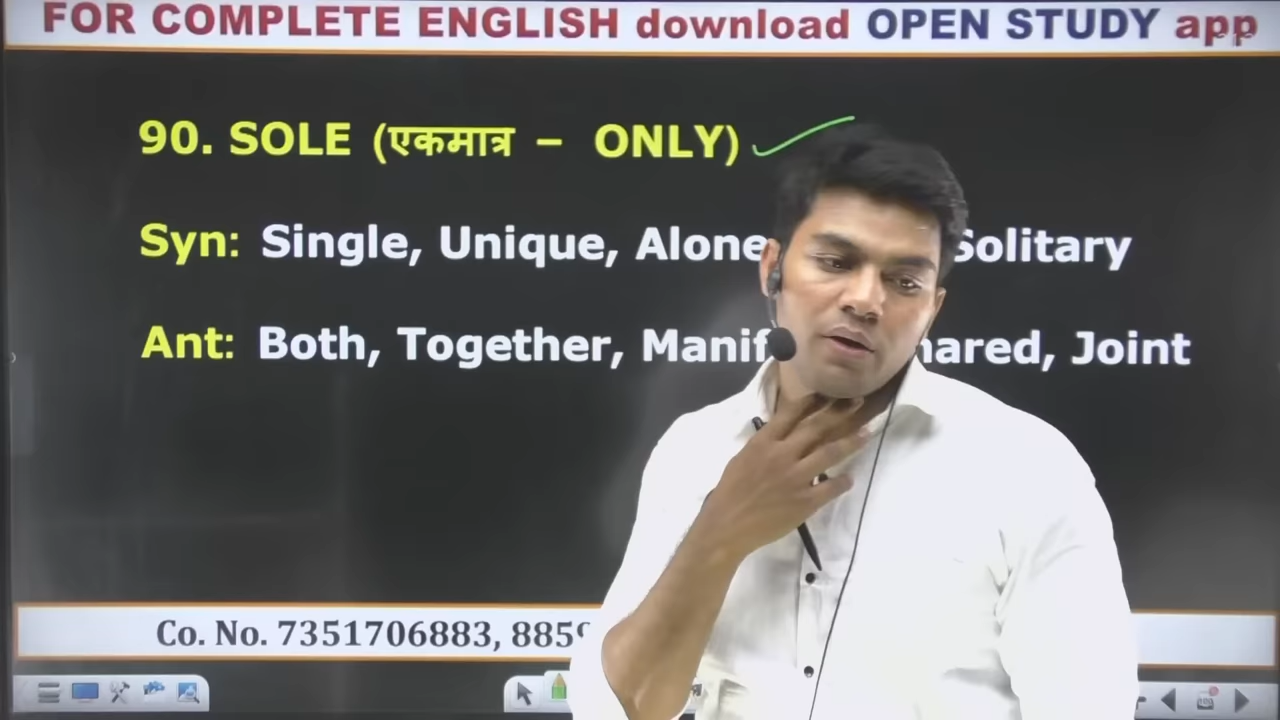 FOR COMPLETE ENGLISH download OPEN STUDY app
90. SOLE (एकमात्र – ONLY)
Syn: Single, Unique, Alone Solitary
Ant: Both, Together, Joint
Co. No. 7351706883,